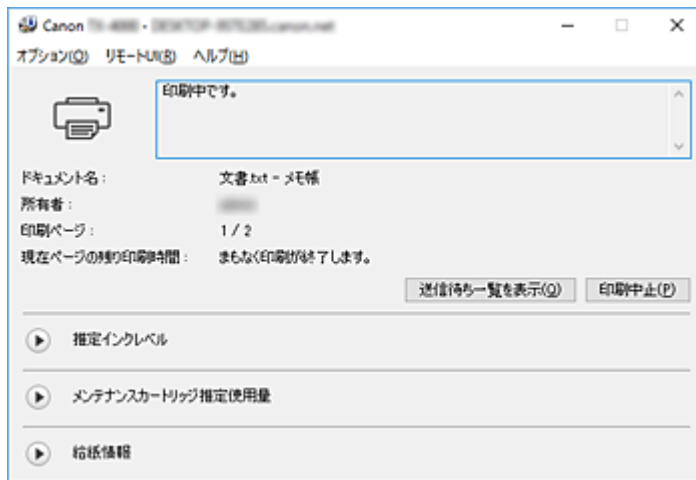 Canon
オプション(O) リモートUI(R) ヘルプ(H)
印刷中です。
ドキュメント名： 文書.txt - メモ帳
所有者：
印刷ページ： 1 / 2
現在ページの残り印刷時間： まもなく印刷が終了します。
送信待ち一覧を表示(Q) 印刷中止(P)
推定インクレベル
メンテナンスカートリッジ推定使用量
給紙情報